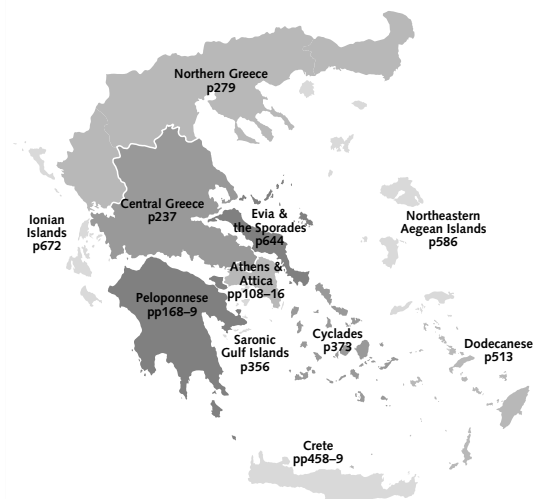 Northern Greece
p279
Central Greece
p237
Ionian
Islands
p672
Evia &
the Sporades
p644
Northeastern
Aegean Islands
p586
Athens &
Attica
pp108–16
Peloponnese
pp168–9
Saronic
Gulf Islands
p356
Cyclades
p373
Dodecanese
p513
Crete
pp458–9